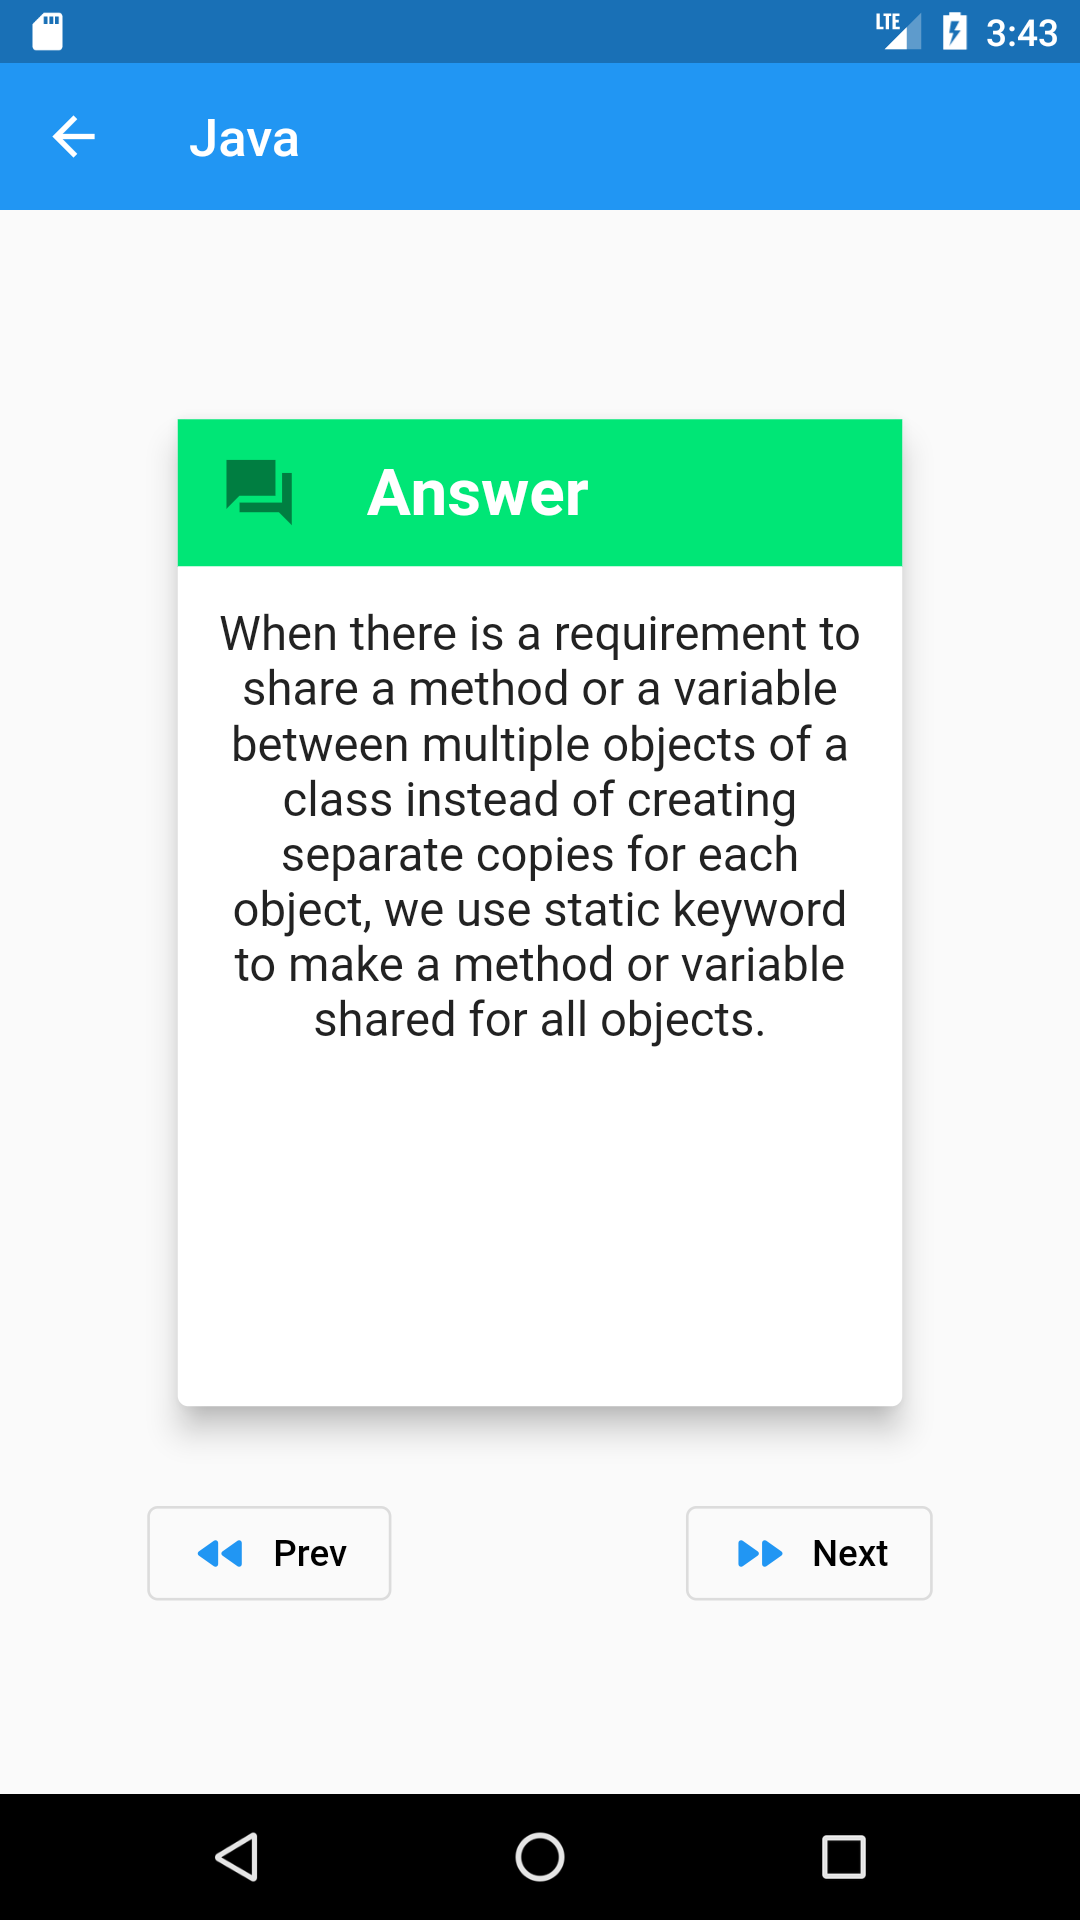 LTE 3:43
Java
Answer
When there is a requirement to
share a method or a variable
between multiple objects of a
class instead of creating
separate copies for each
object, we use static keyword
to make a method or variable
shared for all objects.
Prev Next